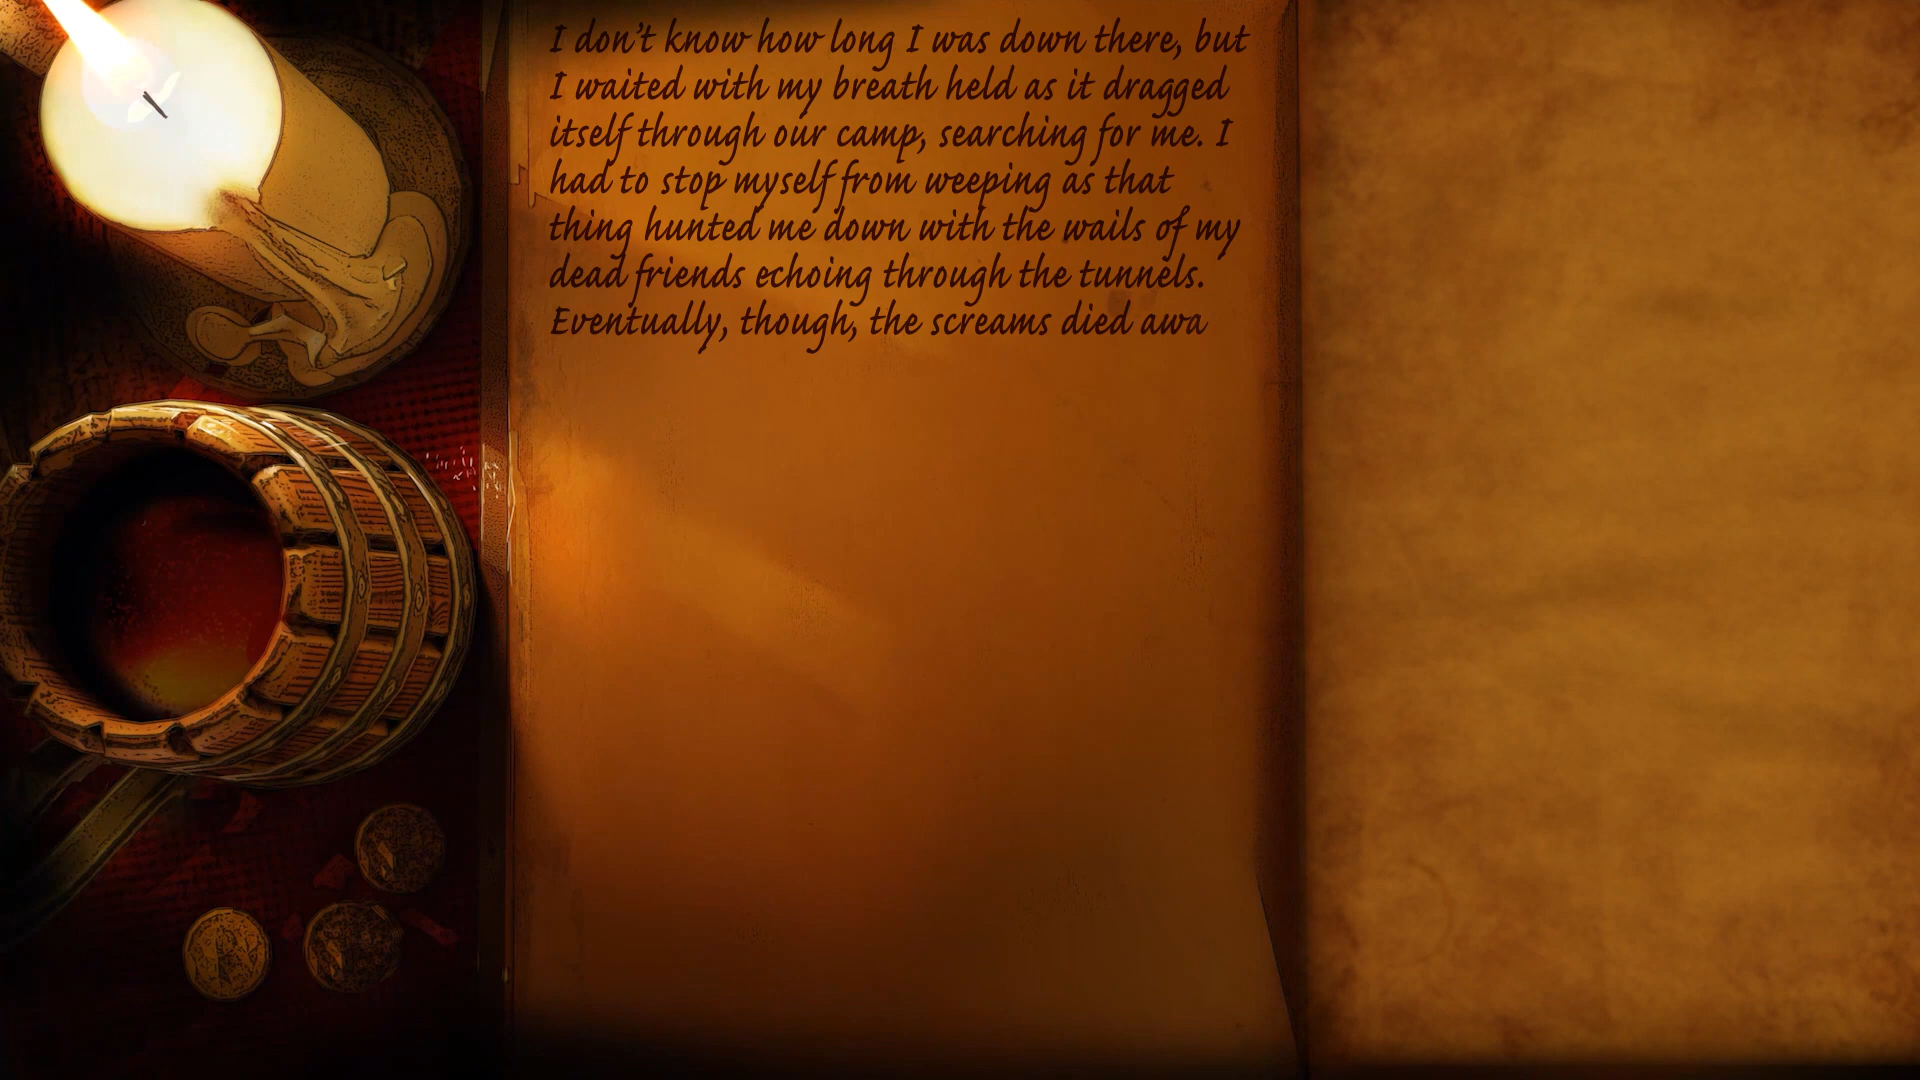 I don't know how long I was down there, but
I waited with my breath held as it dragged
itself through our camp, searching for me. I
had to stop myself from weeping as that
thing hunted me down with the wails of my
dead friends echoing through the tunnels.
Eventually, though, the screams died awa